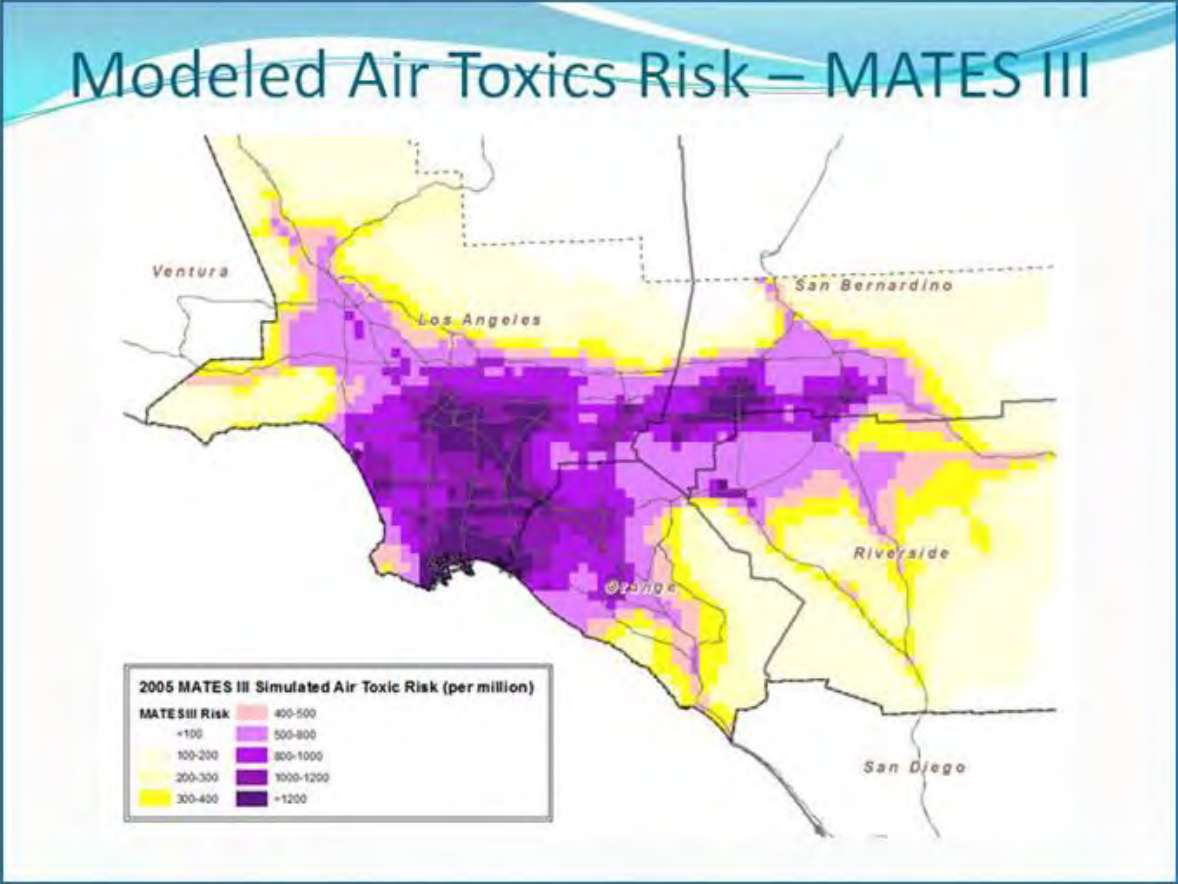 Modeled Air Toxics Risk – MATES III
Ventura
San Bernardino
Los Angeles
Riverside
Orange
San Diego
2005 MATES III Simulated Air Toxic Risk (per million)
MATESIII Risk
<100
100-200
200-300
300-400
400-500
500-800
800-1000
1000-1200
>1200